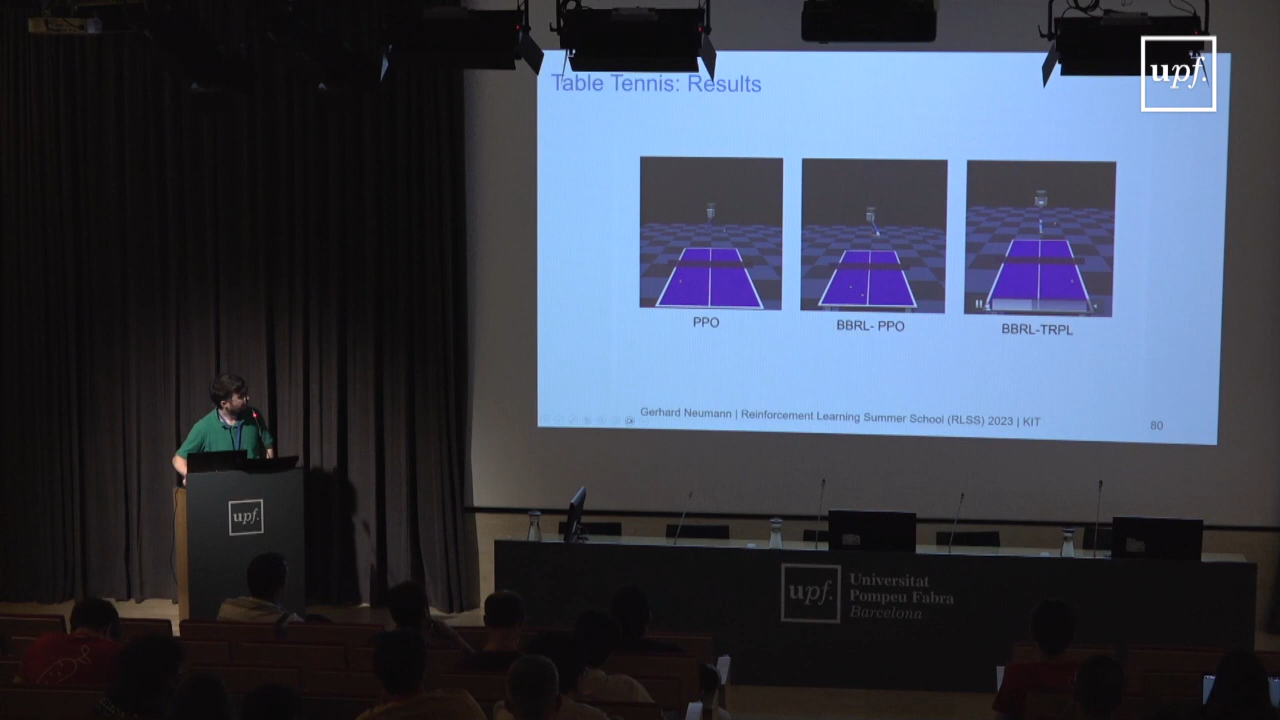 Table Tennis: Results
upf.
PPO
BBRL- PPO
BBRL-TRPL
Gerhard Neumann | Reinforcement Learning Summer School (RLSS) 2023 | KIT
80
upf.
upf.
Universitat
Pompeu Fabra
Barcelona